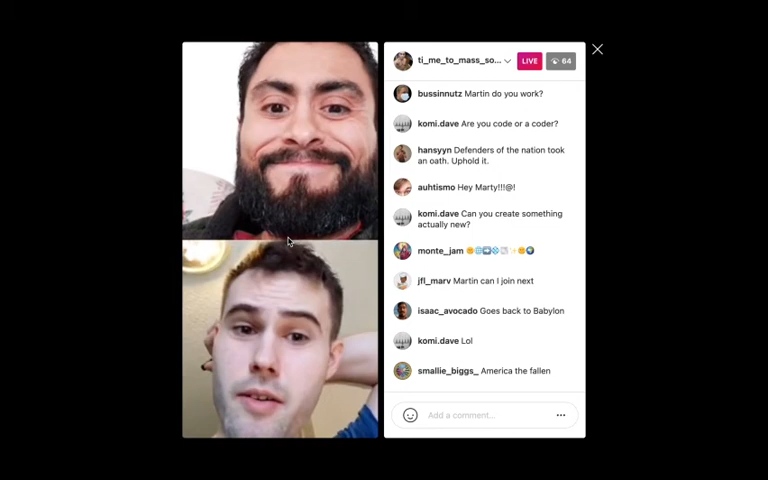 ti_me_to_mass_so...
LIVE
64
bussinnutz Martin do you work?
komi.dave Are you code or a coder?
hansyyn Defenders of the nation took
an oath. Uphold it.
auhtismo Hey Marty!!!@!
komi.dave Can you create something
actually new?
monte_jam
jfl_marv Martin can I join next
isaac_avocado Goes back to Babylon
komi.dave Lol
smallie_biggs_ America the fallen
Add a comment...